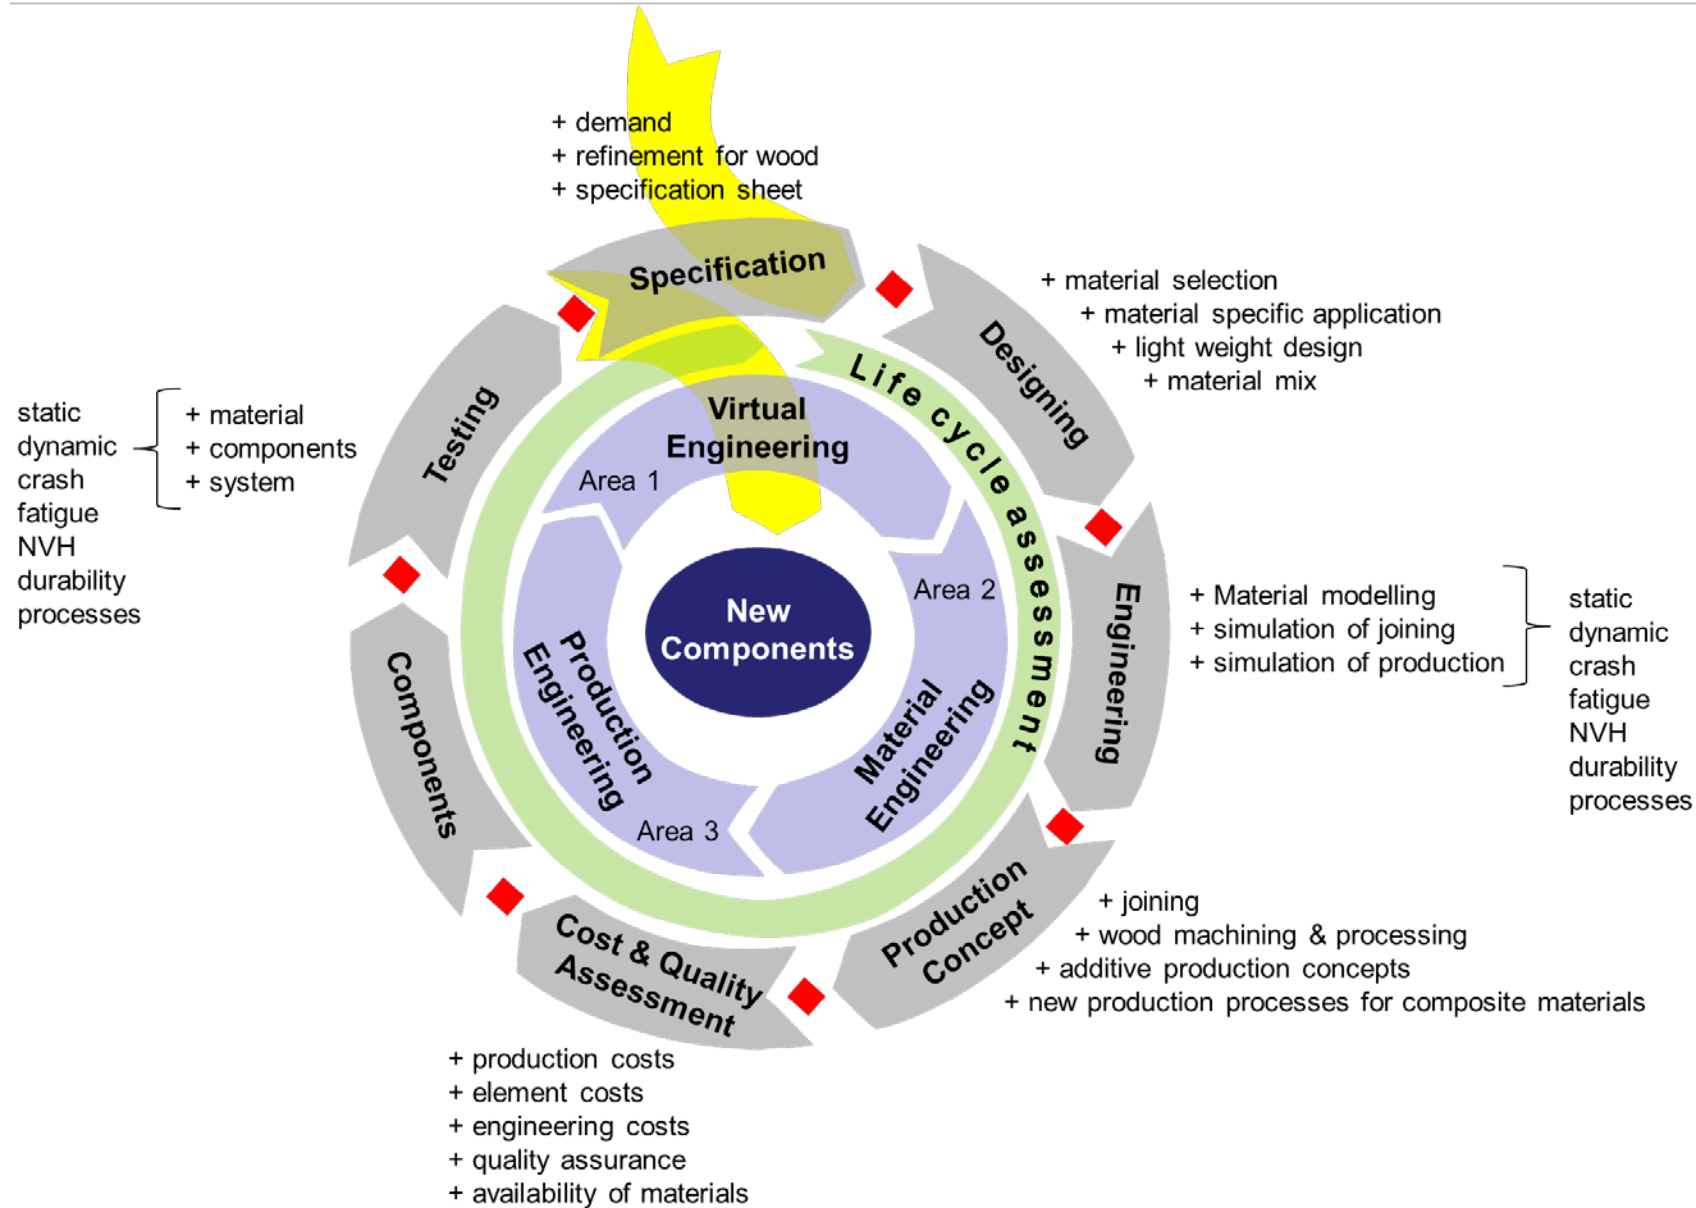 + demand
+ refinement for wood
+ specification sheet
Specification
+ material selection
+ material specific application
+ light weight design
+ material mix
Designing
Life cycle assessment
Virtual
Engineering
Area 1
Testing
static
dynamic
crash
fatigue
NVH
durability
processes
+ material
+ components
+ system
Area 2
New
Components
Engineering
+ Material modelling
+ simulation of joining
+ simulation of production
static
dynamic
crash
fatigue
NVH
durability
processes
Production
Engineering
Area 3
Material
Engineering
Components
Production
Concept
+ joining
+ wood machining & processing
+ additive production concepts
+ new production processes for composite materials
Cost & Quality
Assessment
+ production costs
+ element costs
+ engineering costs
+ quality assurance
+ availability of materials